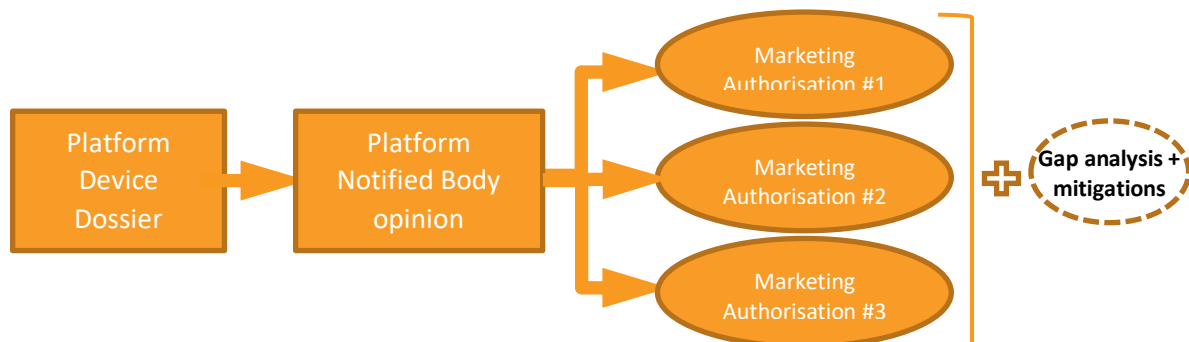 Platform
Device
Dossier
Platform
Notified Body
opinion
Marketing
Authorisation #1
Marketing
Authorisation #2
Marketing
Authorisation #3
Gap analysis +
mitigations